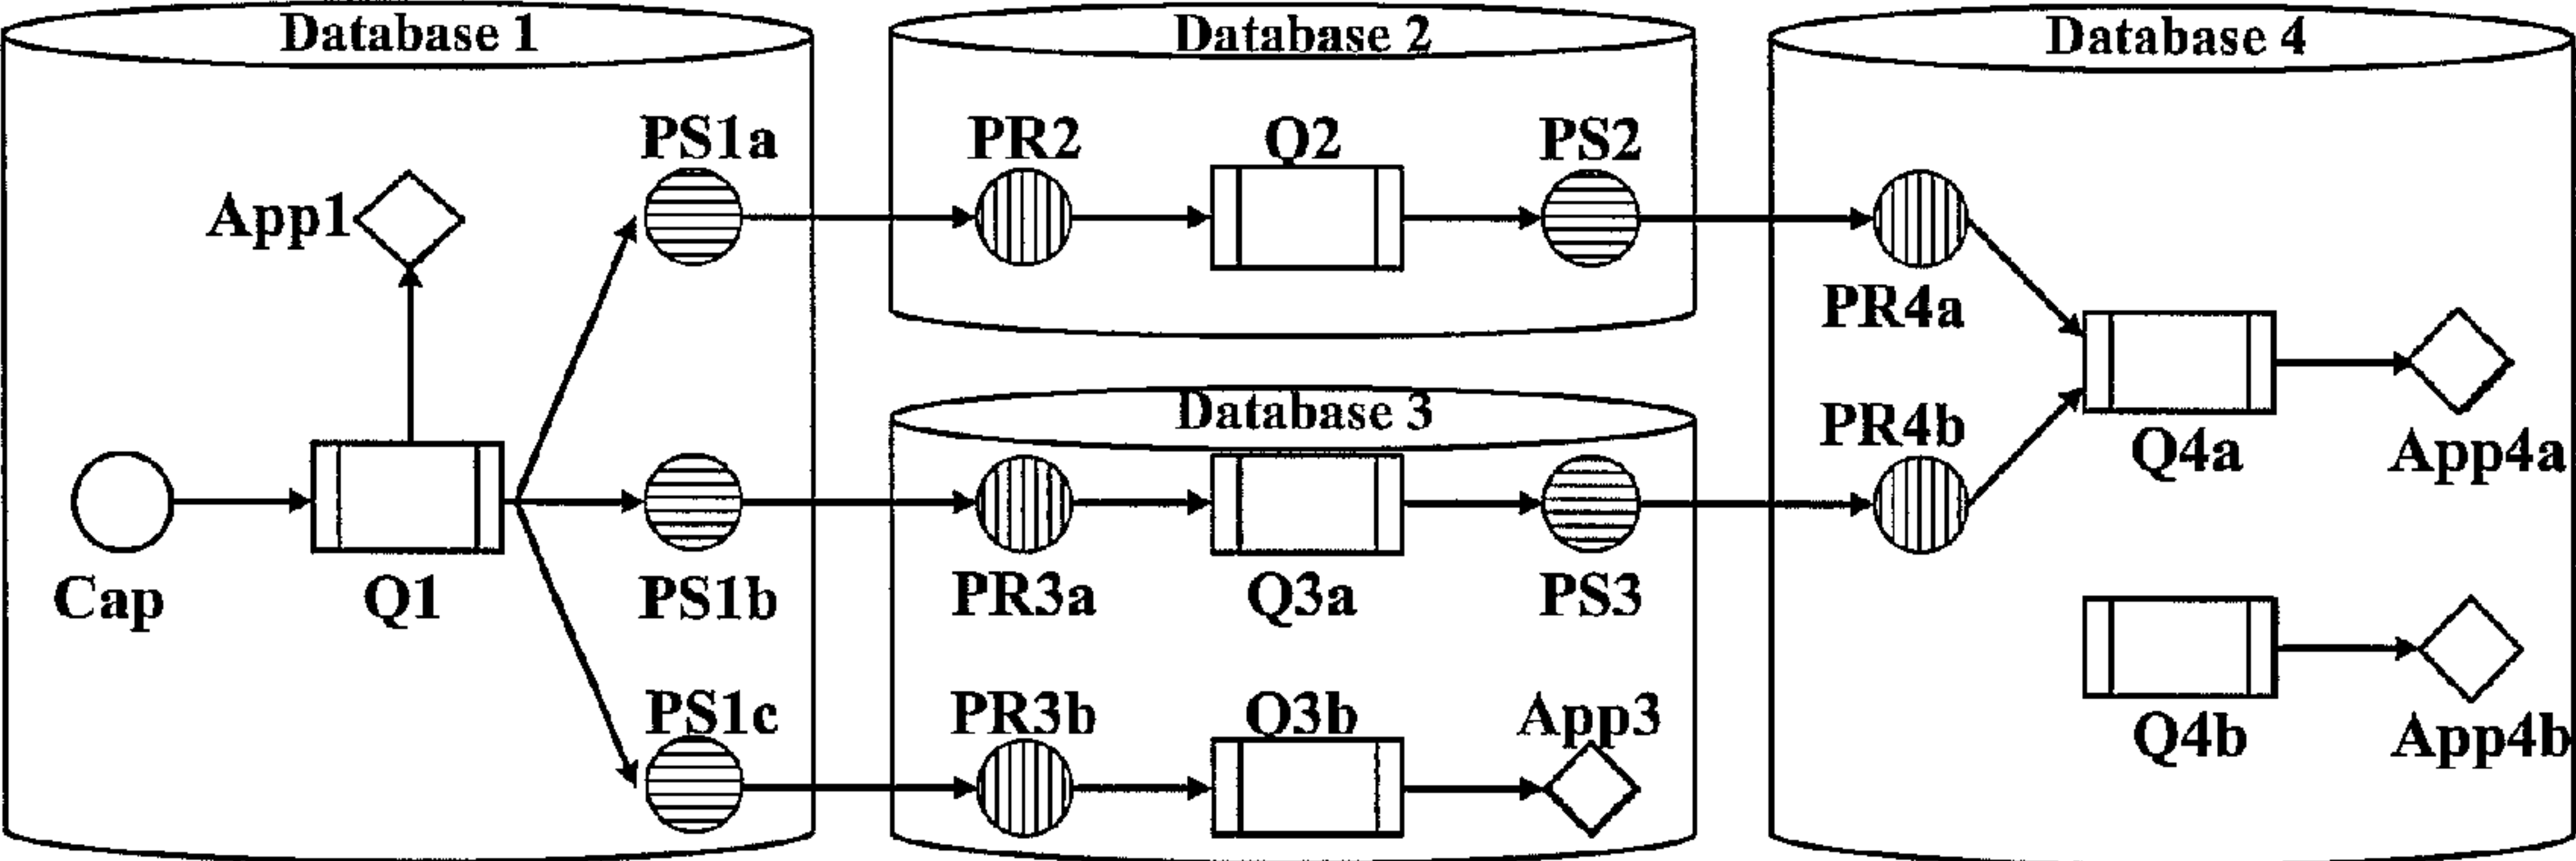 Database 1
Database 2
Database 4
PS1a
PR2
Q2
PS2
App1
PR4a
Database 3
PR4b
Q4a
App4a
Cap
Q1
PS1b
PR3a
Q3a
PS3
PS1c
PR3b
Q3b
App3
Q4b
App4b